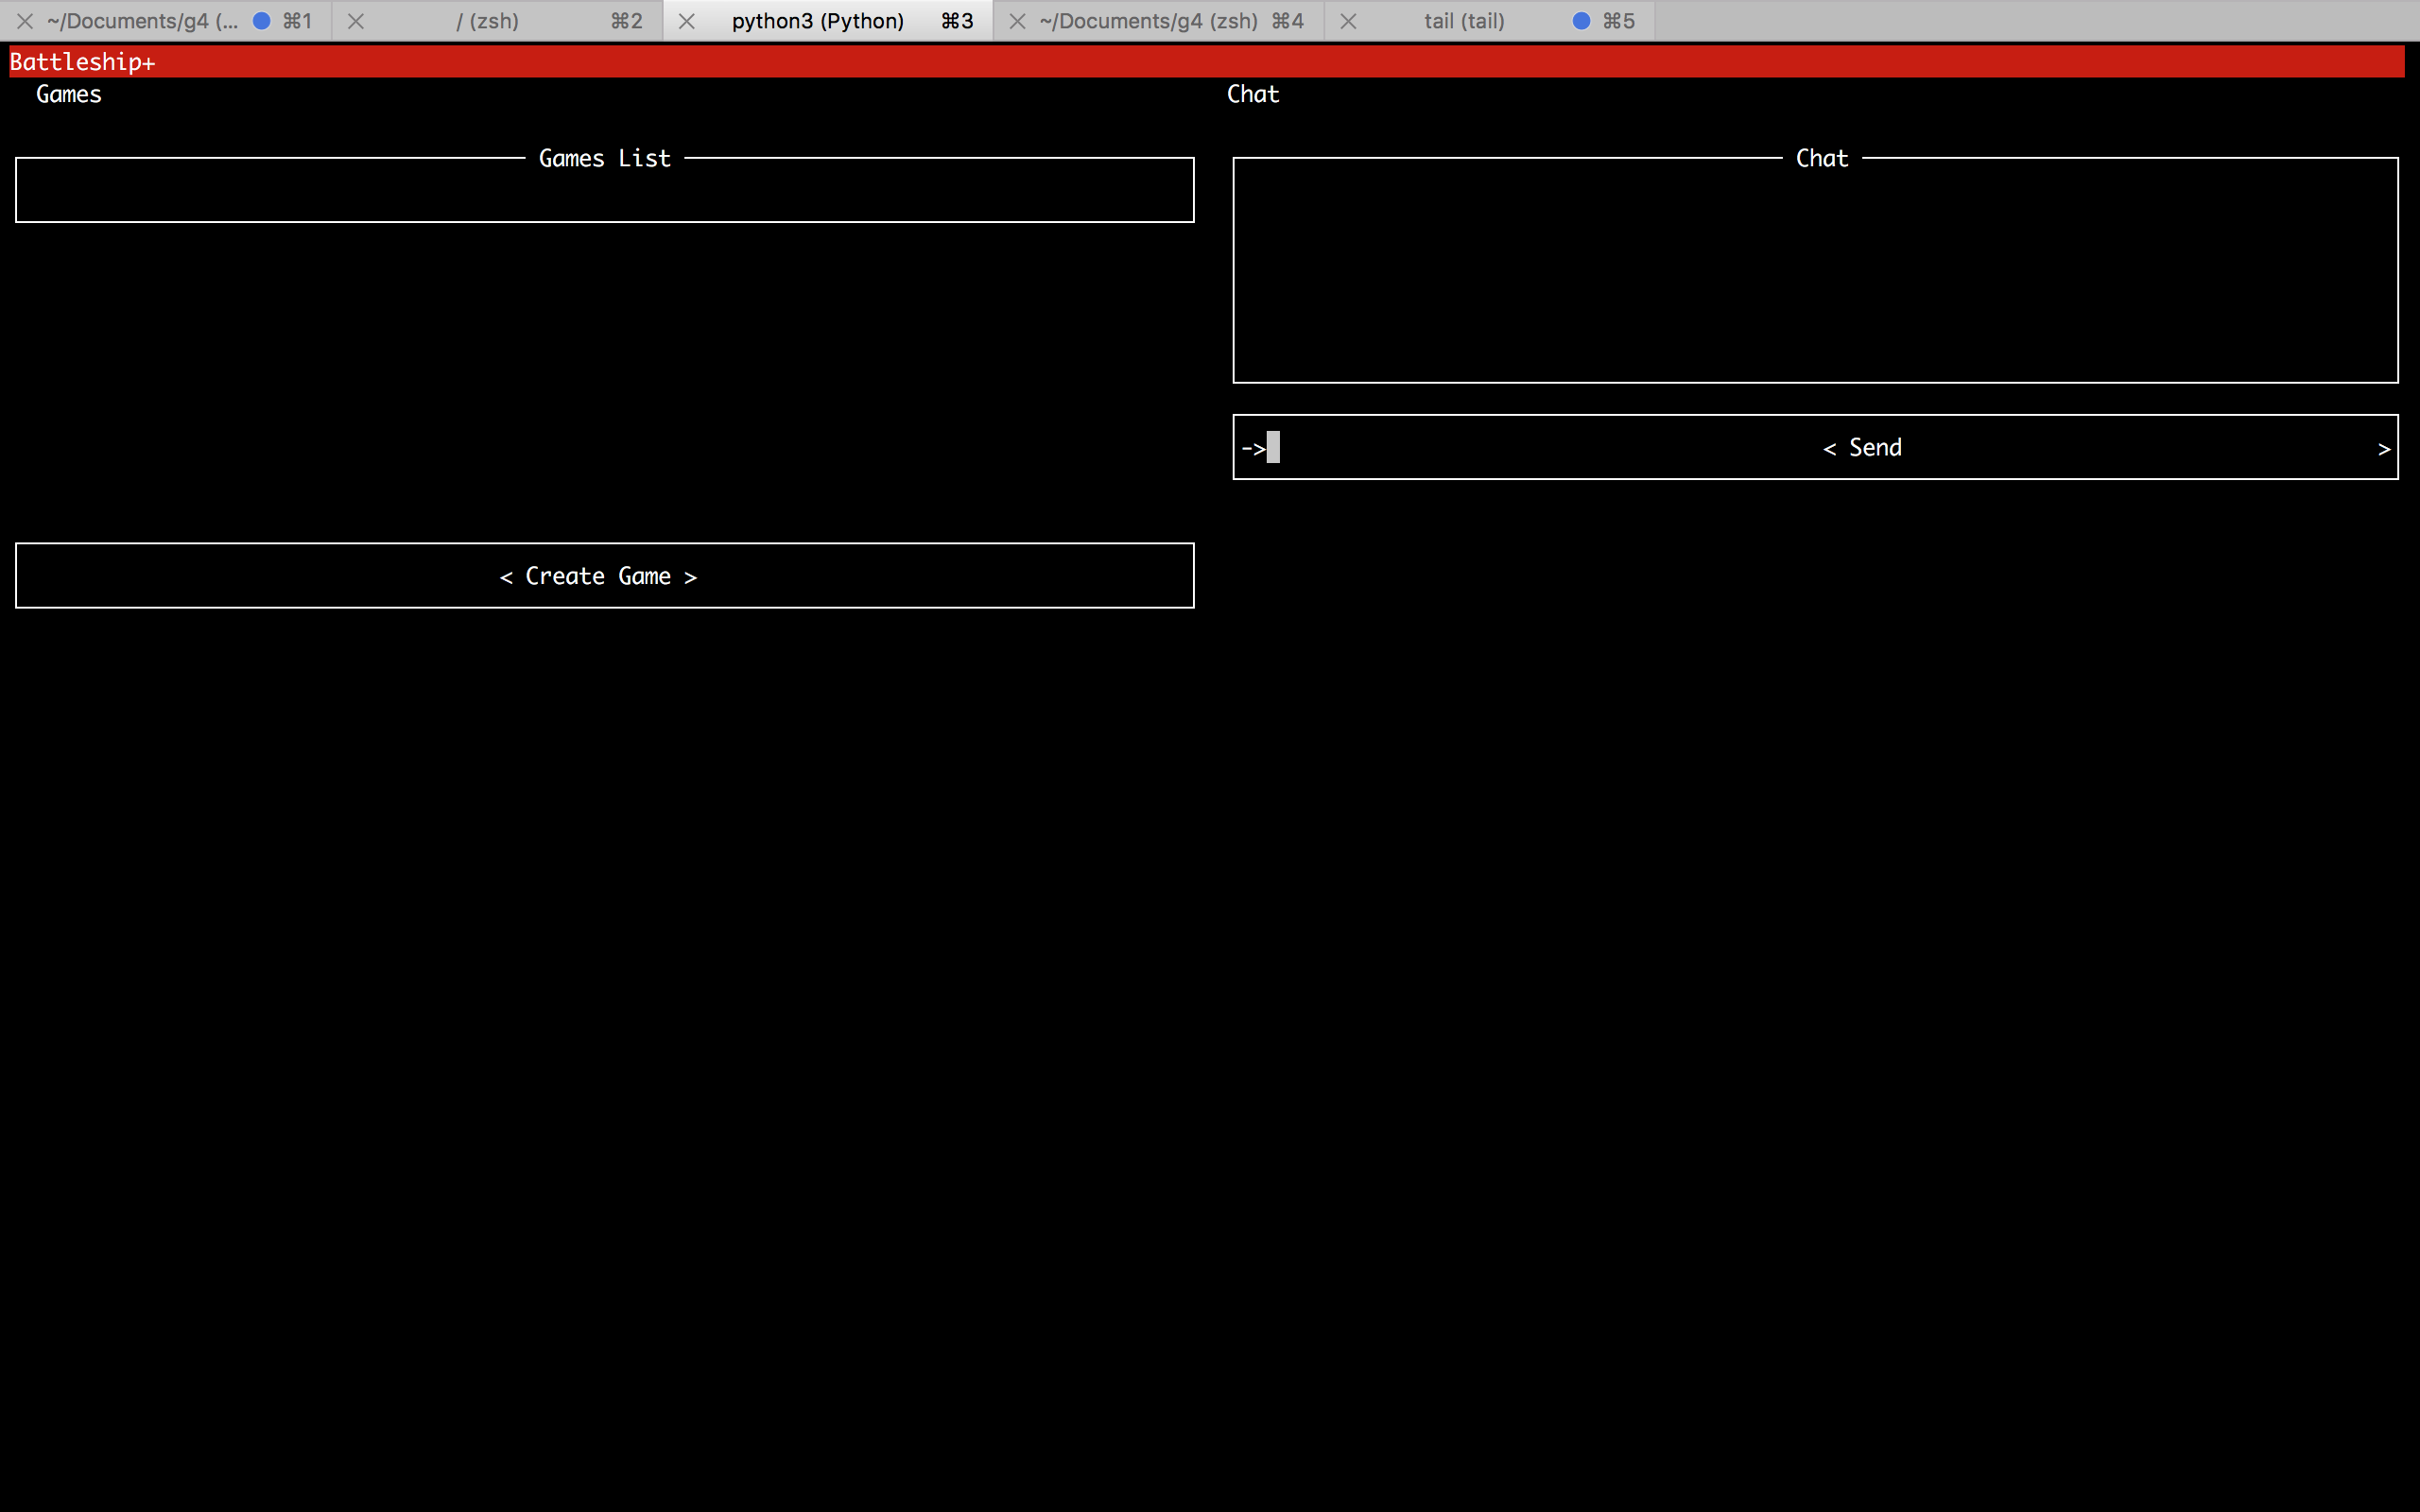 ~/Documents/g4 (... ⌘1 / (zsh) ⌘2 python3 (Python) ⌘3 ~/Documents/g4 (zsh) ⌘4 tail (tail) ⌘5
Battleship+
Games Chat
Games List Chat
-> < Send >
< Create Game >